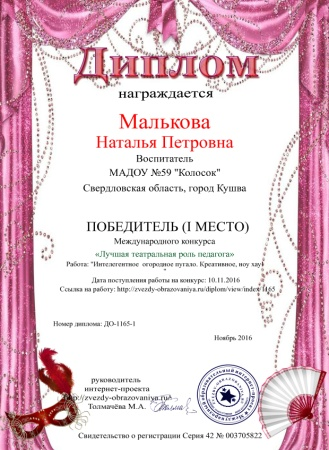 Диплом
награждается
Малькова
Наталья Петровна
Воспитатель
МАДОУ №59 "Колосок"
Свердловская область, город Кушва
ПОБЕДИТЕЛЬ (I МЕСТО)
Международного конкурса
«Лучшая театральная роль педагога»
Работа: "Интелегентное огородное пугало. Креативное, ноу хау»
"
Дата поступления работы на конкурс: 10.11.2016
Ссылка на работу: http://zvezdy-obrazovaniya.ru/diplom/view/index/1165
Номер диплома: ДО-1165-1
Ноябрь 2016
руководитель
интернет-проекта
http://zvezdy-obrazovaniya.ru/
Толмачёва М.А.
Свидетельство о регистрации Серия 42 № 003705822